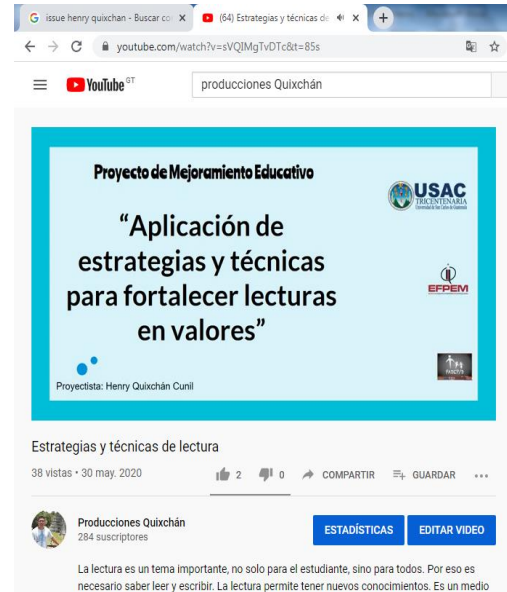 issue henry quixchan - Buscar co
(64) Estrategias y técnicas de
youtube.com/watch?v=sVQIMgTvDTc&t=85s
YouTube GT
producciones Quixchán
Proyecto de Mejoramiento Educativo
USAC
TRICENTENARIA
Universidad de San Carlos de Guatemala
"Aplicación de
estrategias y técnicas
para fortalecer lecturas
en valores"
EFPEM
Proyectista: Henry Quixchán Cunil
Estrategias y técnicas de lectura
38 vistas • 30 may. 2020
2
0
COMPARTIR
GUARDAR
Producciones Quixchán
284 suscriptores
ESTADÍSTICAS
EDITAR VIDEO
La lectura es un tema importante, no solo para el estudiante, sino para todos. Por eso es
necesario saber leer y escribir. La lectura permite tener nuevos conocimientos. Es un medio